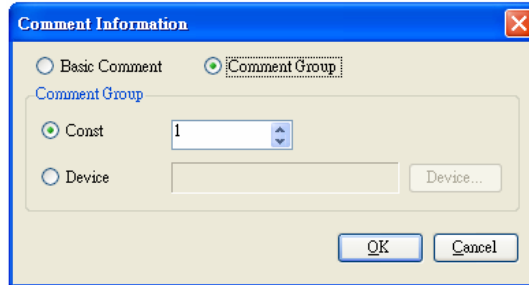 Comment Information
Basic Comment Comment Group
Comment Group
Const 1
Device Device...
OK Cancel